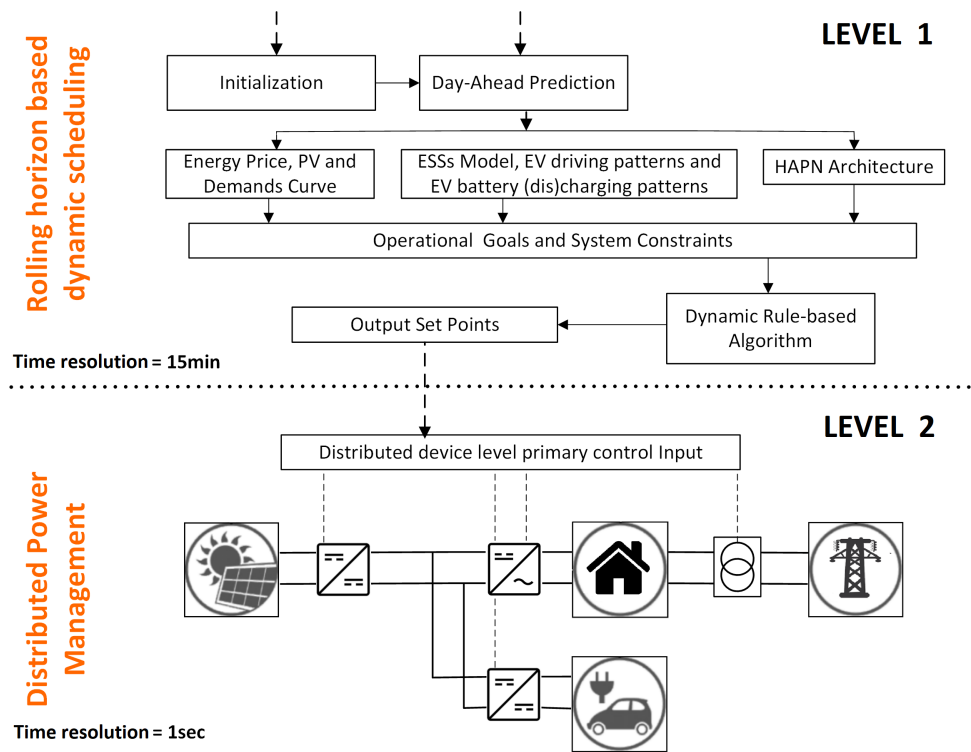 LEVEL 1
Rolling horizon based
dynamic scheduling
Initialization
Day-Ahead Prediction
Energy Price, PV and
Demands Curve
ESSs Model, EV driving patterns and
EV battery (dis)charging patterns
HAPN Architecture
Operational Goals and System Constraints
Dynamic Rule-based
Algorithm
Output Set Points
Time resolution = 15min
LEVEL 2
Distributed device level primary control Input
Distributed Power
Management
Time resolution = 1sec